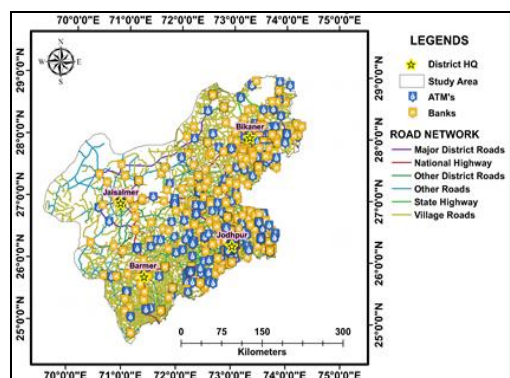 70°0'0"E 71°0'0"E 72°0'0"E 73°0'0"E 74°0'0"E 75°0'0"E
29°0'0"N
28°0'0"N
27°0'0"N
26°0'0"N
25°0'0"N
N
W E
S
Bikaner
Jaisalmer
Jodhpur
Barmer
0 75 150 300
Kilometers
70°0'0"E 71°0'0"E 72°0'0"E 73°0'0"E 74°0'0"E 75°0'0"E
29°0'0"N
28°0'0"N
27°0'0"N
26°0'0"N
25°0'0"N
LEGENDS
District HQ
Study Area
ATM's
Banks
ROAD NETWORK
Major District Roads
National Highway
Other District Roads
Other Roads
State Highway
Village Roads